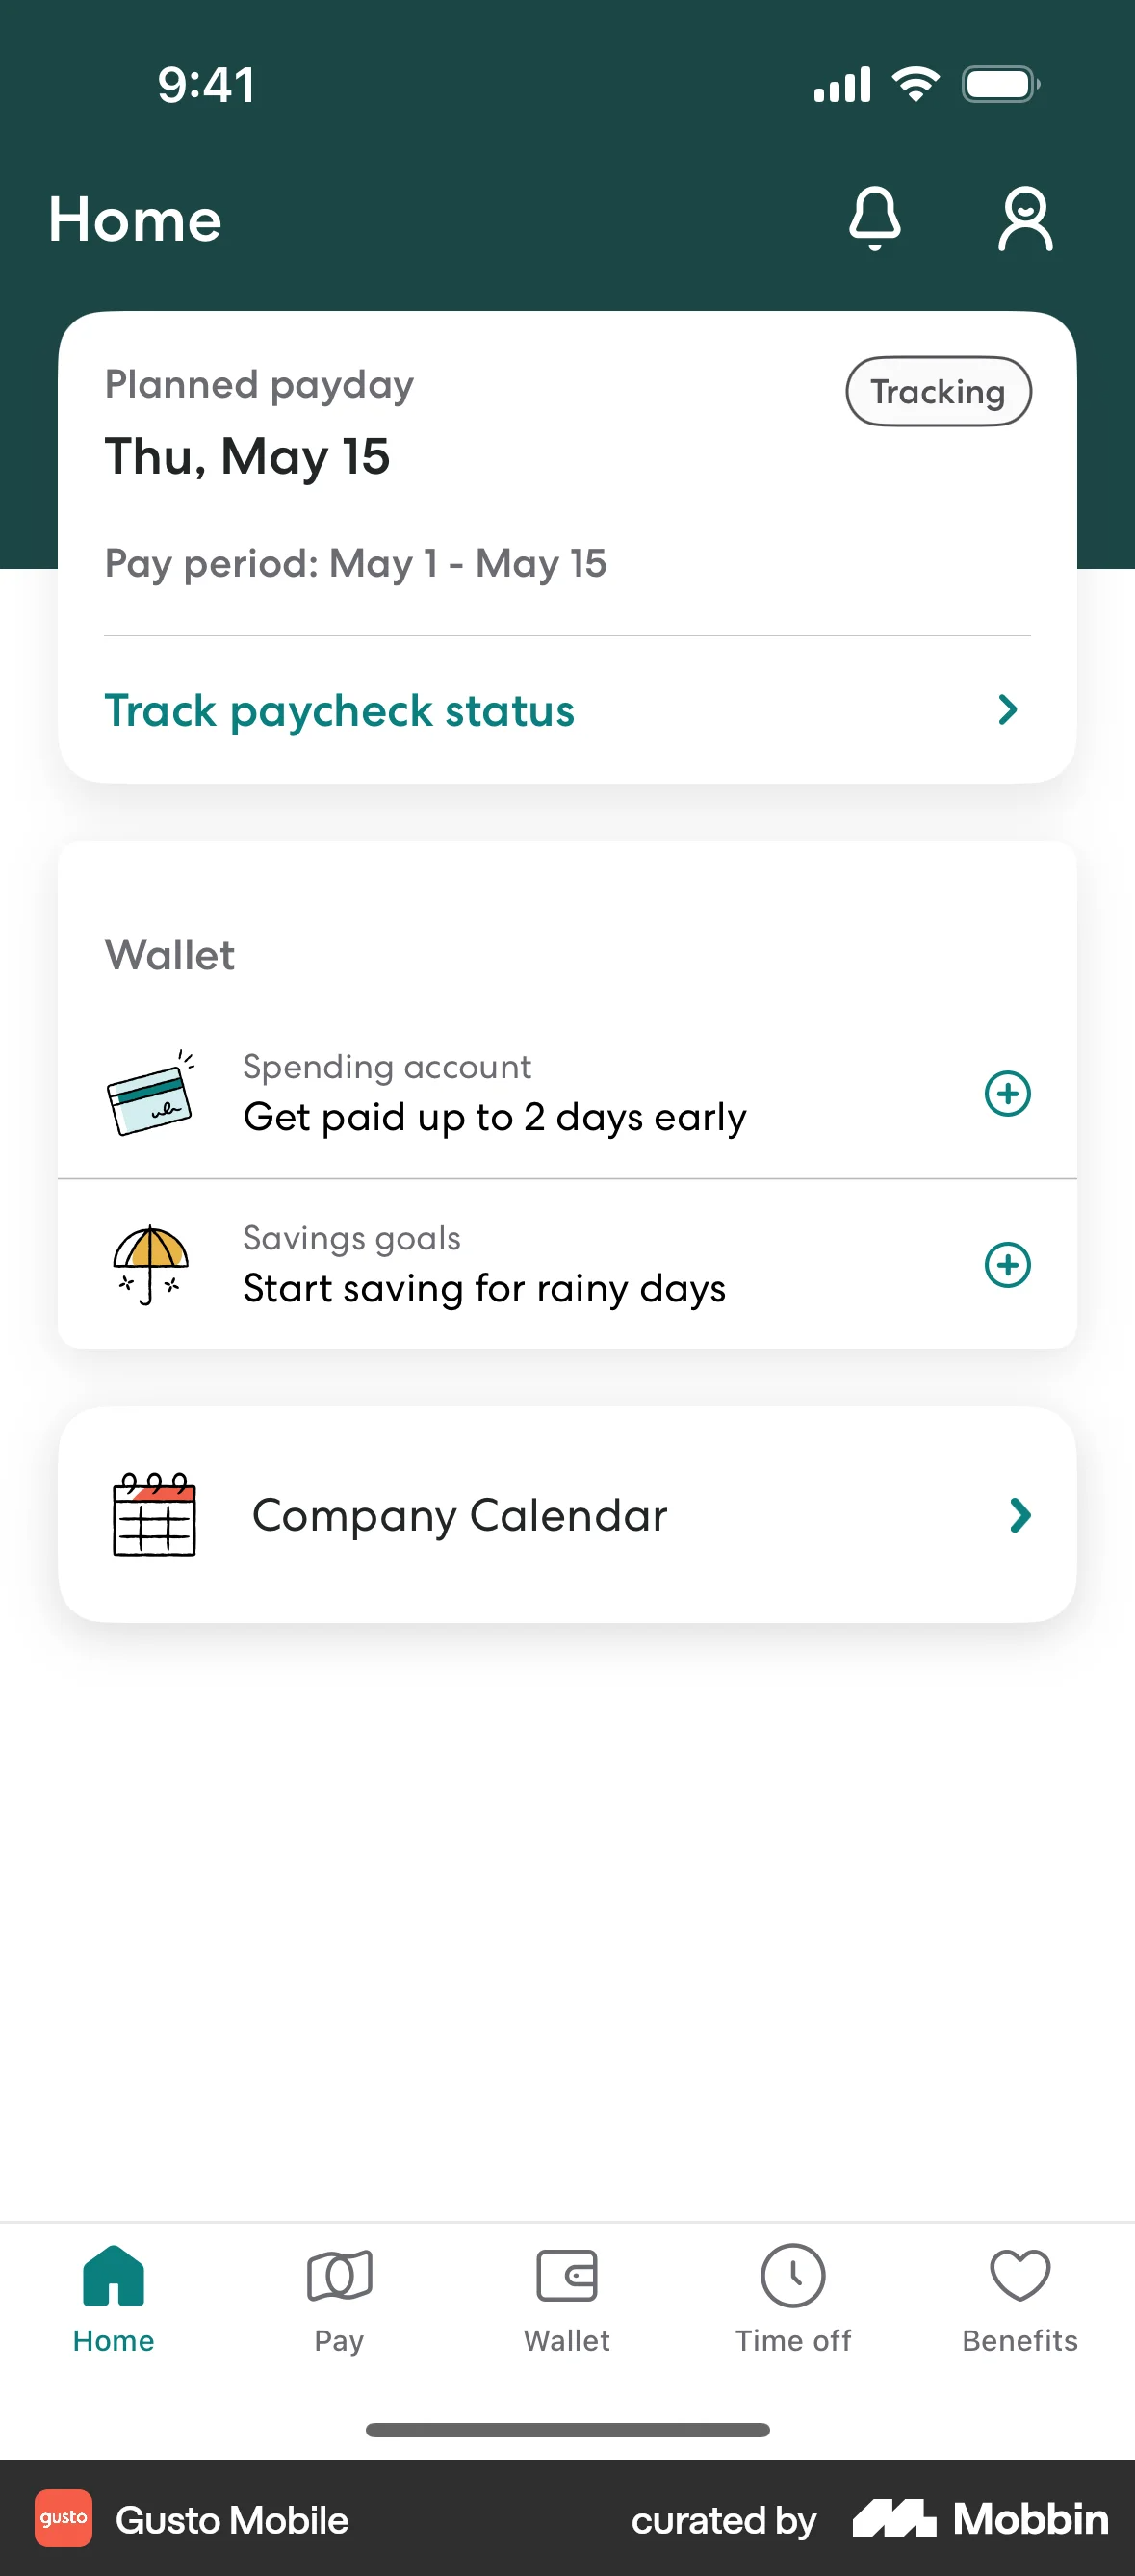 9:41
Home
Planned payday
Tracking
Thu, May 15
Pay period: May 1 - May 15
Track paycheck status
Wallet
Spending account
Get paid up to 2 days early
Savings goals
Start saving for rainy days
Company Calendar
Home
Pay
Wallet
Time off
Benefits
gusto
Gusto Mobile
curated by
Mobbin